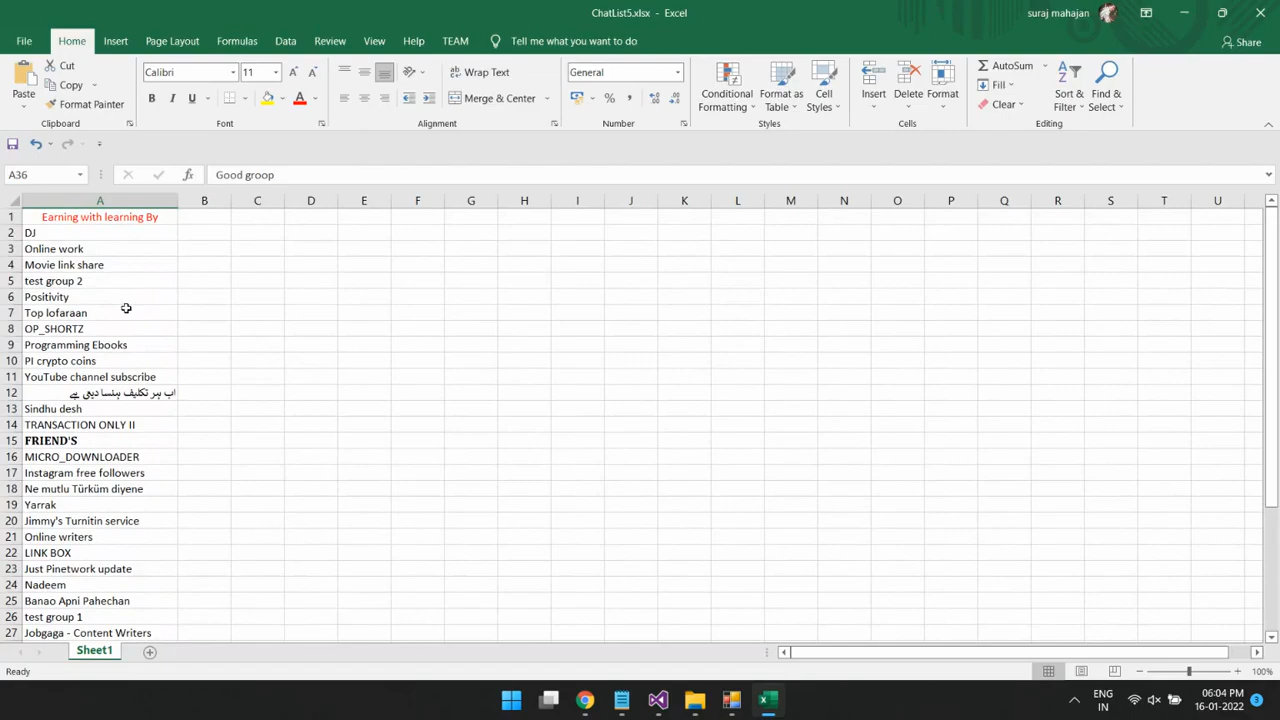 ChatList5.xlsx - Excel
suraj mahajan
File Home Insert Page Layout Formulas Data Review View Help TEAM Tell me what you want to do Share
Paste
Cut
Copy
Format Painter
Clipboard
Calibri 11
B I U
Font
Wrap Text
Merge & Center
Alignment
General
Number
Conditional Formatting
Format as Table
Cell Styles
Styles
Insert Delete Format
Cells
AutoSum
Fill
Clear
Sort & Filter
Find & Select
Editing
A36 fx Good groop
A B C D E F G H I J K L M N O P Q R S T U
1 Earning with learning By
2 DJ
3 Online work
4 Movie link share
5 test group 2
6 Positivity
7 Top lofaraan
8 OP_SHORTZ
9 Programming Ebooks
10 PI crypto coins
11 YouTube channel subscribe
12 اب ہر تکلیف ہنسا دیتی ہے
13 Sindhu desh
14 TRANSACTION ONLY II
15 FRIEND'S
16 MICRO_DOWNLOADER
17 Instagram free followers
18 Ne mutlu Türküm diyene
19 Yarrak
20 Jimmy's Turnitin service
21 Online writers
22 LINK BOX
23 Just Pinetwork update
24 Nadeem
25 Banao Apni Pahechan
26 test group 1
27 Jobgaga - Content Writers
Sheet1
Ready
100%
ENG
IN
06:04 PM
16-01-2022
3